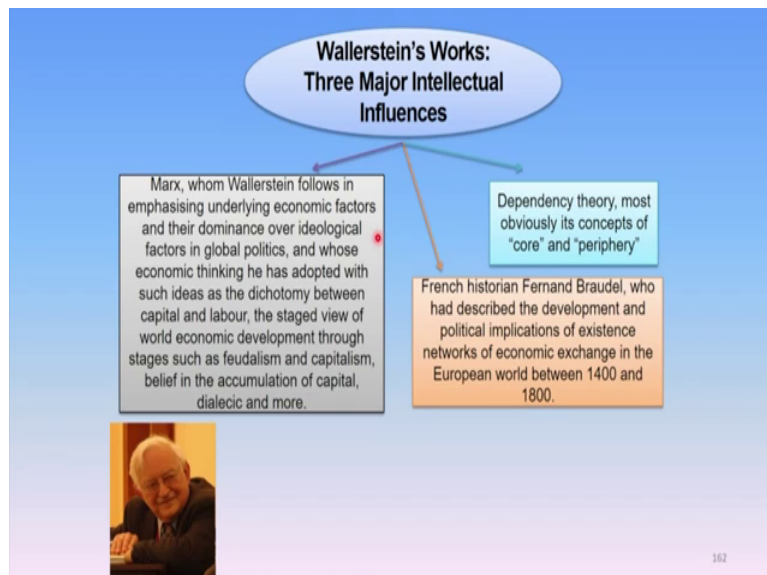 Wallerstein's Works:
Three Major Intellectual
Influences
Marx, whom Wallerstein follows in
emphasising underlying economic factors
and their dominance over ideological
factors in global politics, and whose
economic thinking he has adopted with
such ideas as the dichotomy between
capital and labour, the staged view of
world economic development through
stages such as feudalism and capitalism,
belief in the accumulation of capital,
dialecic and more.
Dependency theory, most
obviously its concepts of
“core” and “periphery”
French historian Fernand Braudel, who
had described the development and
political implications of existence
networks of economic exchange in the
European world between 1400 and
1800.
162